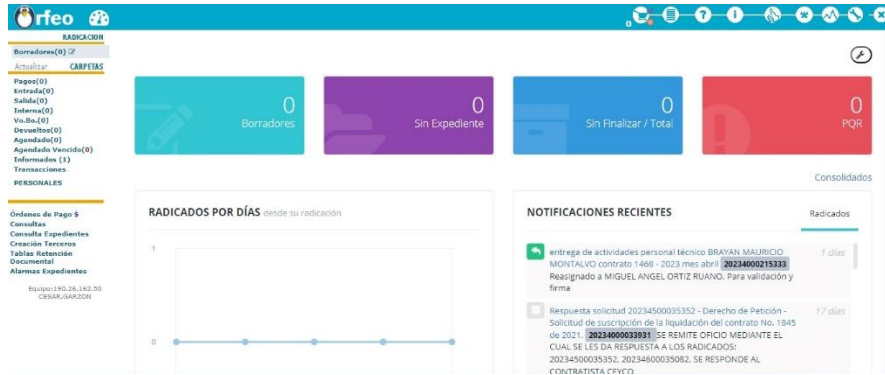 Orfeo
0
RADICACION
Borradores(0)
Actualizar CARPETAS
Pagos(0)
Entrada(0)
Salida(0)
Interna(0)
Vo.Bo.(0)
Devueltos(0)
Agendado(0)
Agendado Vencido(0)
Informados (1)
Transacciones
PERSONALES
Órdenes de Pago $
Consultas
Consulta Expedientes
Creación Terceros
Tablas Retención
Documental
Alarmas Expedientes
Equipo:190.26.162.50
CESAR.GARZON
0
Borradores
0
Sin Expediente
0
Sin Finalizar / Total
0
PQR
Consolidados
RADICADOS POR DÍAS desde su radicación
1
0
NOTIFICACIONES RECIENTES Radicados
entrega de actividades personal técnico BRAYAN MAURICIO 1 días
MONTALVO contrato 1468 - 2023 mes abril 20234000215333
Reasignado a MIGUEL ANGEL ORTIZ RUANO. Para validación y
firma
Respuesta solicitud 20234500035352 - Derecho de Petición - 17 días
Solicitud de suscripción de la liquidación del contrato No. 1845
de 2021. 20234000033931 SE REMITE OFICIO MEDIANTE EL
CUAL SE LES DA RESPUESTA A LOS RADICADOS:
20234500035352, 20234600035082. SE RESPONDE AL
CONTRATISTA CEYCO